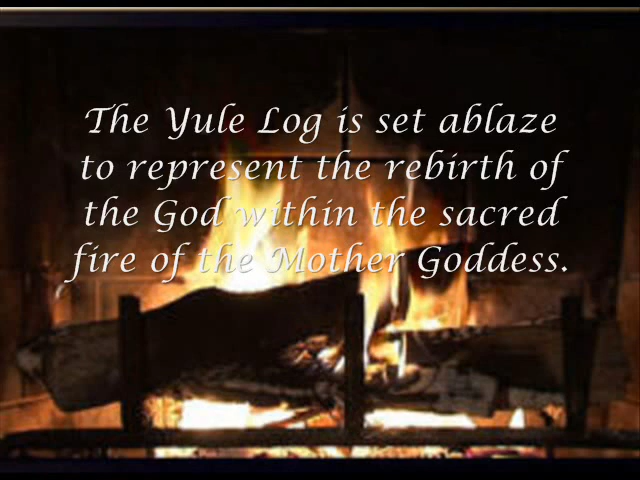 The Yule Log is set ablaze
to represent the rebirth of
the God within the sacred
fire of the Mother Goddess.